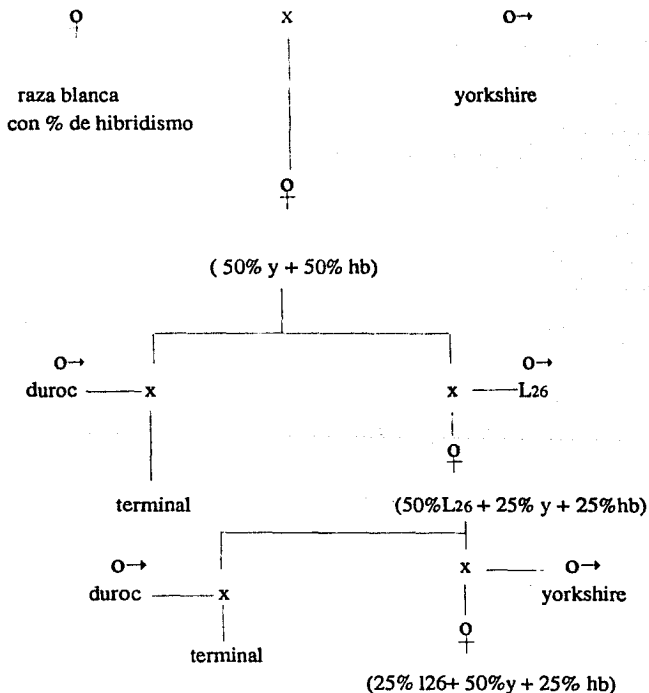 x
raza blanca
yorkshire
con % de hibridismo
( 50% y + 50% hb)
duroc
x
x
L26
terminal
(50%L26 + 25% y + 25%hb)
duroc
x
x
yorkshire
terminal
(25% l26+ 50%y + 25% hb)